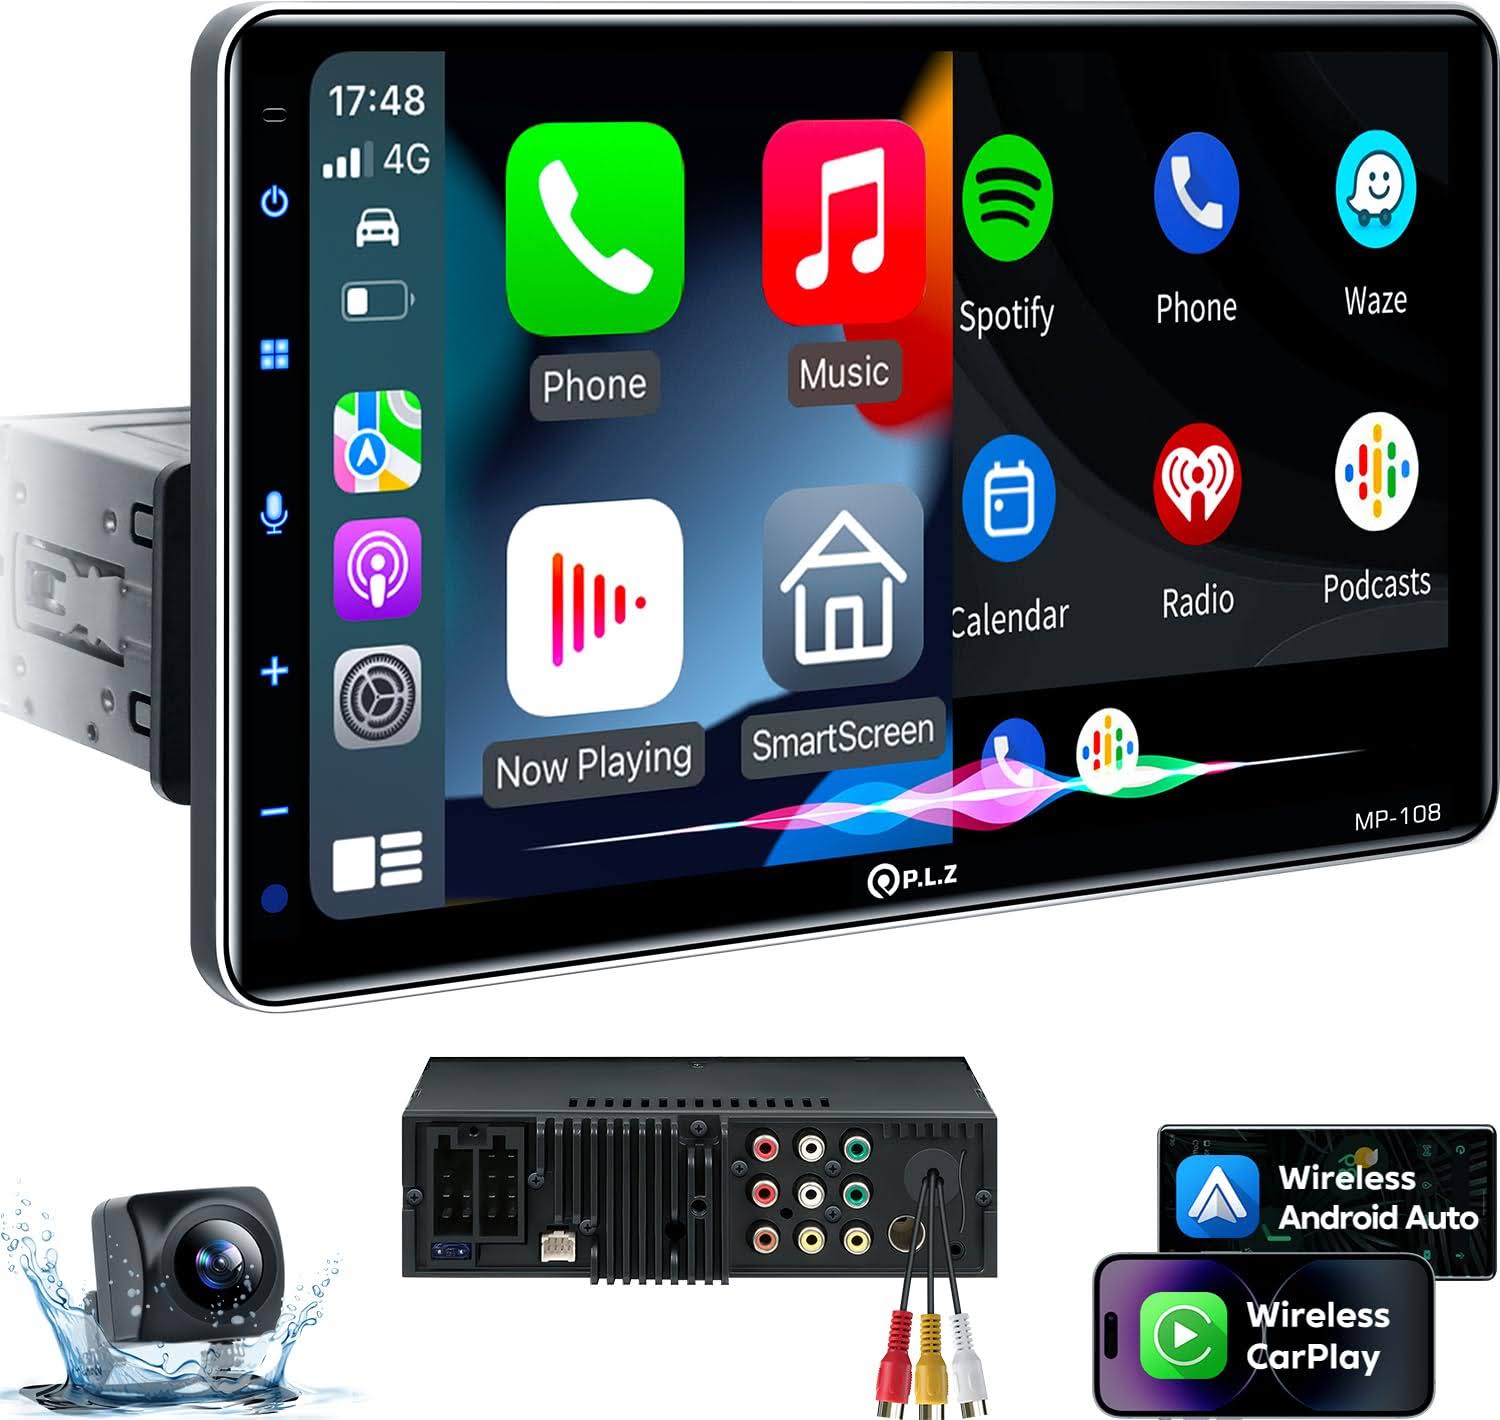 17:48
4G
Phone
Music
Now Playing
SmartScreen
Spotify
Phone
Waze
Calendar
Radio
Podcasts
MP-108
P.L.Z
Wireless
Android Auto
Wireless
CarPlay